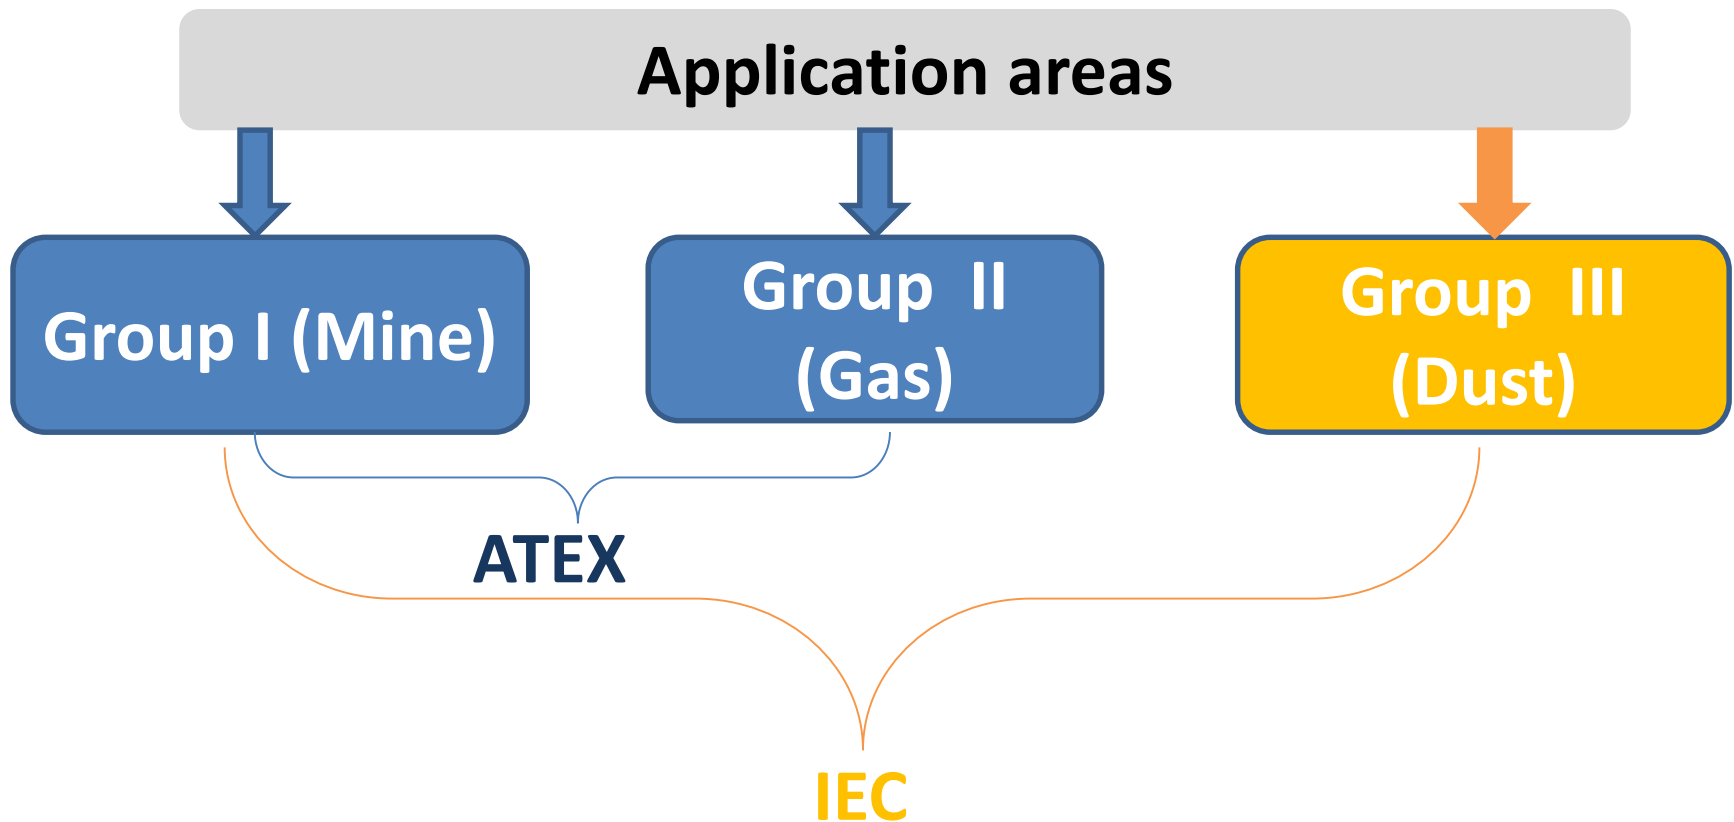 Application areas
Group I (Mine)
Group II
(Gas)
Group III
(Dust)
ATEX
IEC